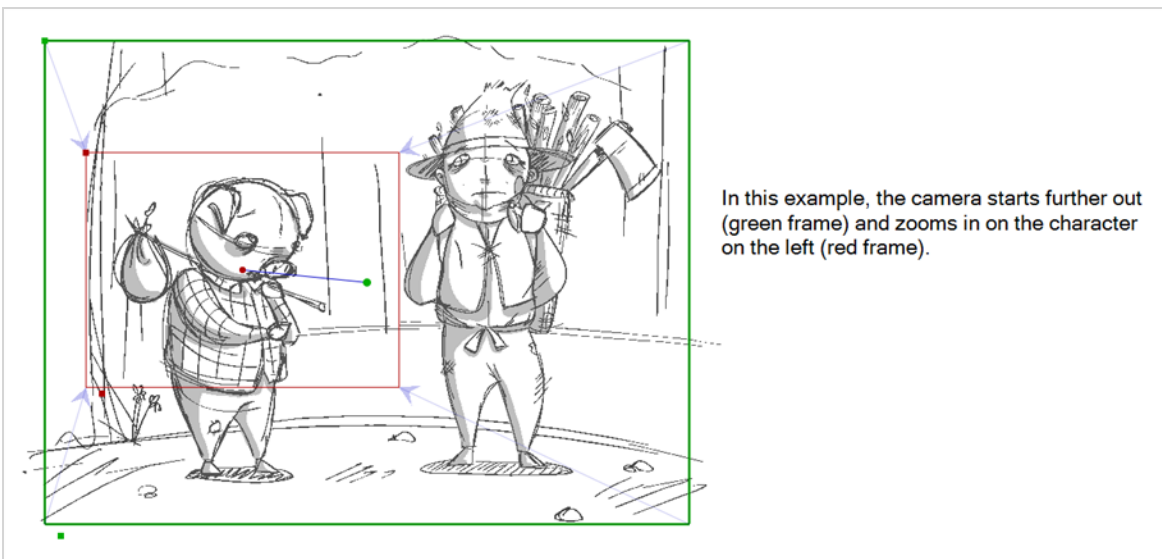 In this example, the camera starts further out
(green frame) and zooms in on the character
on the left (red frame).